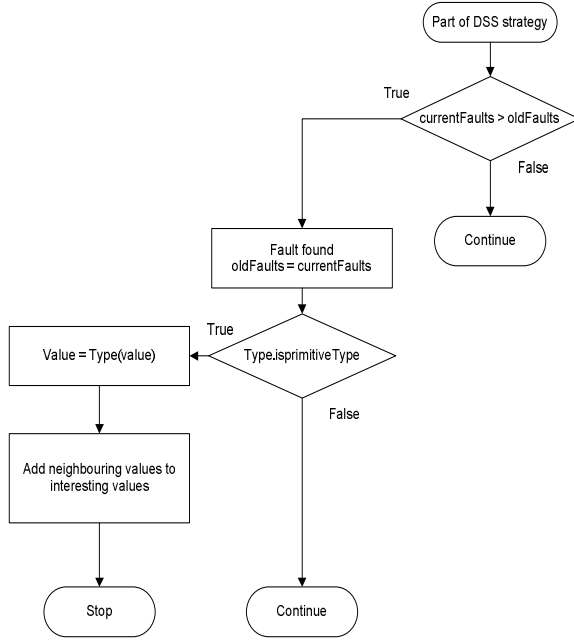 Part of DSS strategy
True
currentFaults > oldFaults
False
Continue
Fault found
oldFaults = currentFaults
True
Value = Type(value)
Type.isprimitiveType
False
Add neighbouring values to
interesting values
Stop
Continue